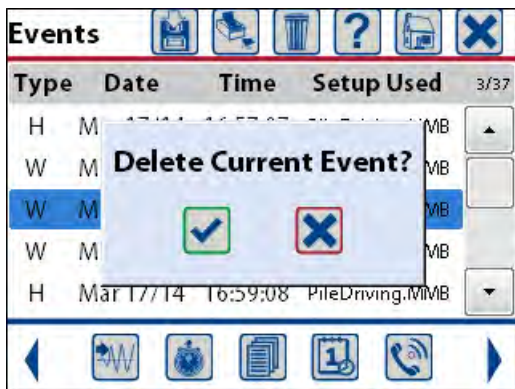 Events
Type Date Time Setup Used 3/37
H
W
Delete Current Event?
W
W
H Mar 17/14 16:59:08 PileDriving.MMB